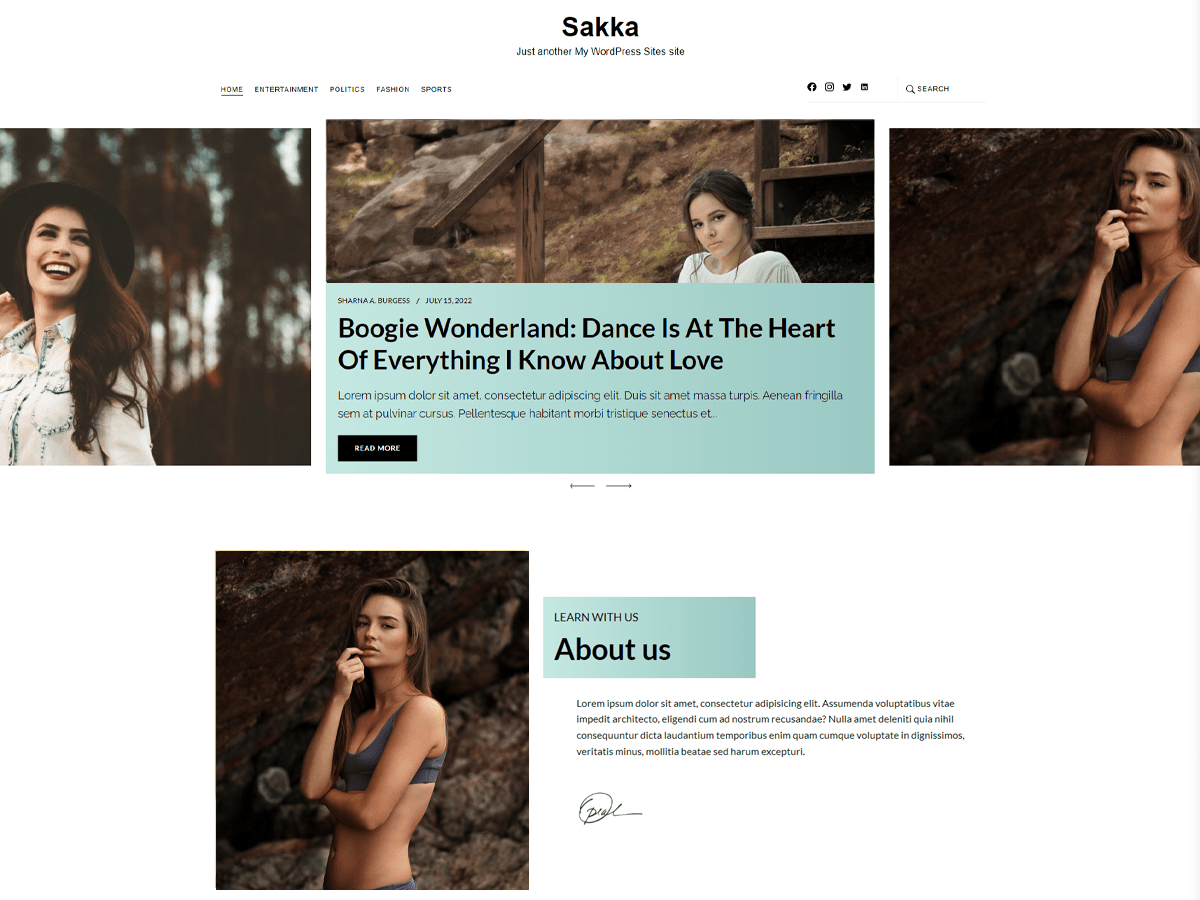 Sakka
Just another My WordPress Sites site
HOME ENTERTAINMENT POLITICS FASHION SPORTS SEARCH
SHARNA A. BURGESS / JULY 15, 2022
Boogie Wonderland: Dance Is At The Heart
Of Everything I Know About Love
Lorem ipsum dolor sit amet, consectetur adipiscing elit. Duis sit amet massa turpis. Aenean fringilla
sem at pulvinar cursus. Pellentesque habitant morbi tristique senectus et...
READ MORE
LEARN WITH US
About us
Lorem ipsum dolor sit amet, consectetur adipisicing elit. Assumenda voluptatibus vitae
impedit architecto, eligendi cum ad nostrum recusandae? Nulla amet deleniti quia nihil
consequuntur dicta laudantium temporibus enim quam cumque voluptate in dignissimos,
veritatis minus, mollitia beatae sed harum excepturi.